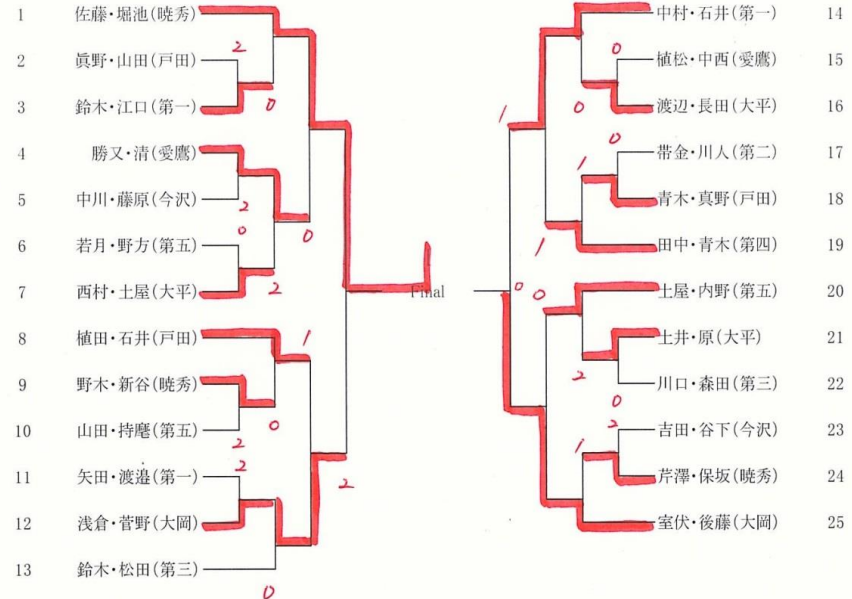 1 佐藤・堀池(暁秀)
2
2 眞野・山田(戸田)
3 鈴木・江口(第一)
0
4 勝又・清(愛鷹)
5 中川・藤原(今沢)
2
0
0
6 若月・野方(第五)
7 西村・土屋(大平)
2
8 植田・石井(戸田)
1
9 野木・新谷(暁秀)
0
10 山田・持麾(第五)
2
2
11 矢田・渡邉(第一)
2
12 浅倉・菅野(大岡)
13 鈴木・松田(第三)
0
Final
中村・石井(第一) 14
0
植松・中西(愛鷹) 15
1
0
渡辺・長田(大平) 16
0
帯金・川人(第二) 17
1
青木・真野(戸田) 18
1
田中・青木(第四) 19
0
0
土屋・内野(第五) 20
土井・原(大平) 21
2
川口・森田(第三) 22
0
2
吉田・谷下(今沢) 23
1
芹澤・保坂(暁秀) 24
室伏・後藤(大岡) 25